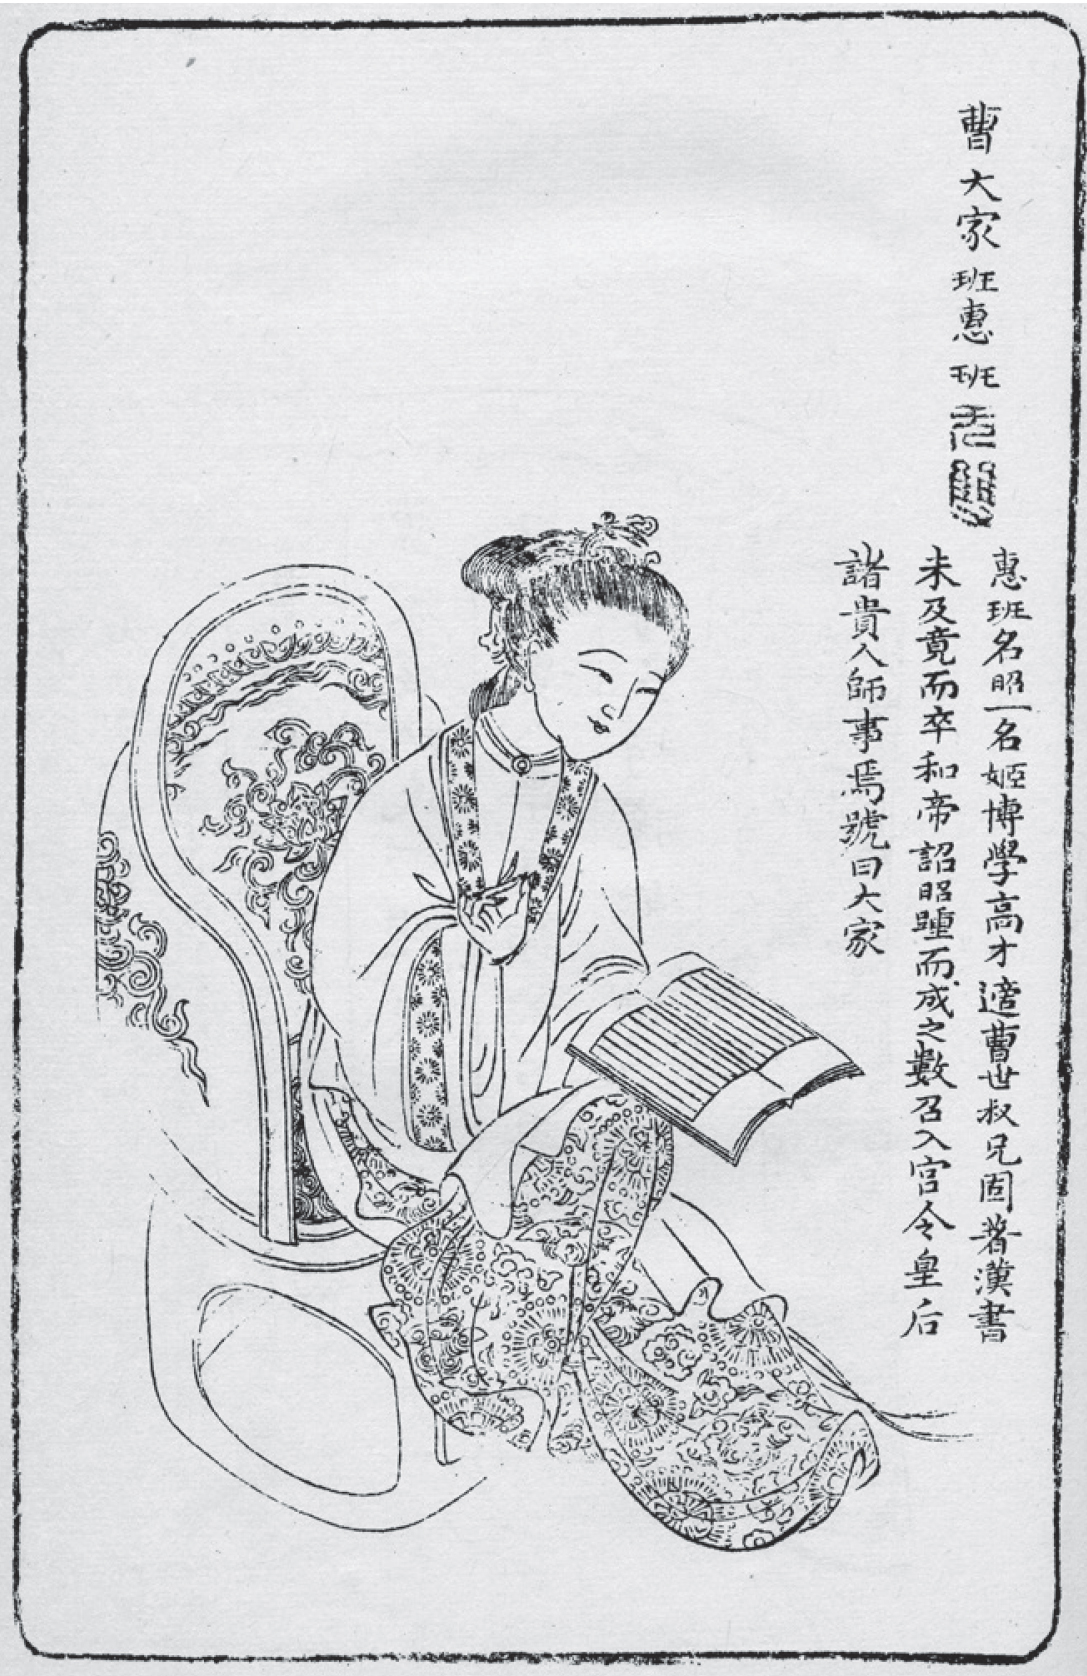 曹大家班惠班
惠班名昭一名姬博學高才適曹世叔兄固著漢書
未及竟而卒和帝詔昭踵而成之數召入宮令皇后
諸貴人師事焉號曰大家